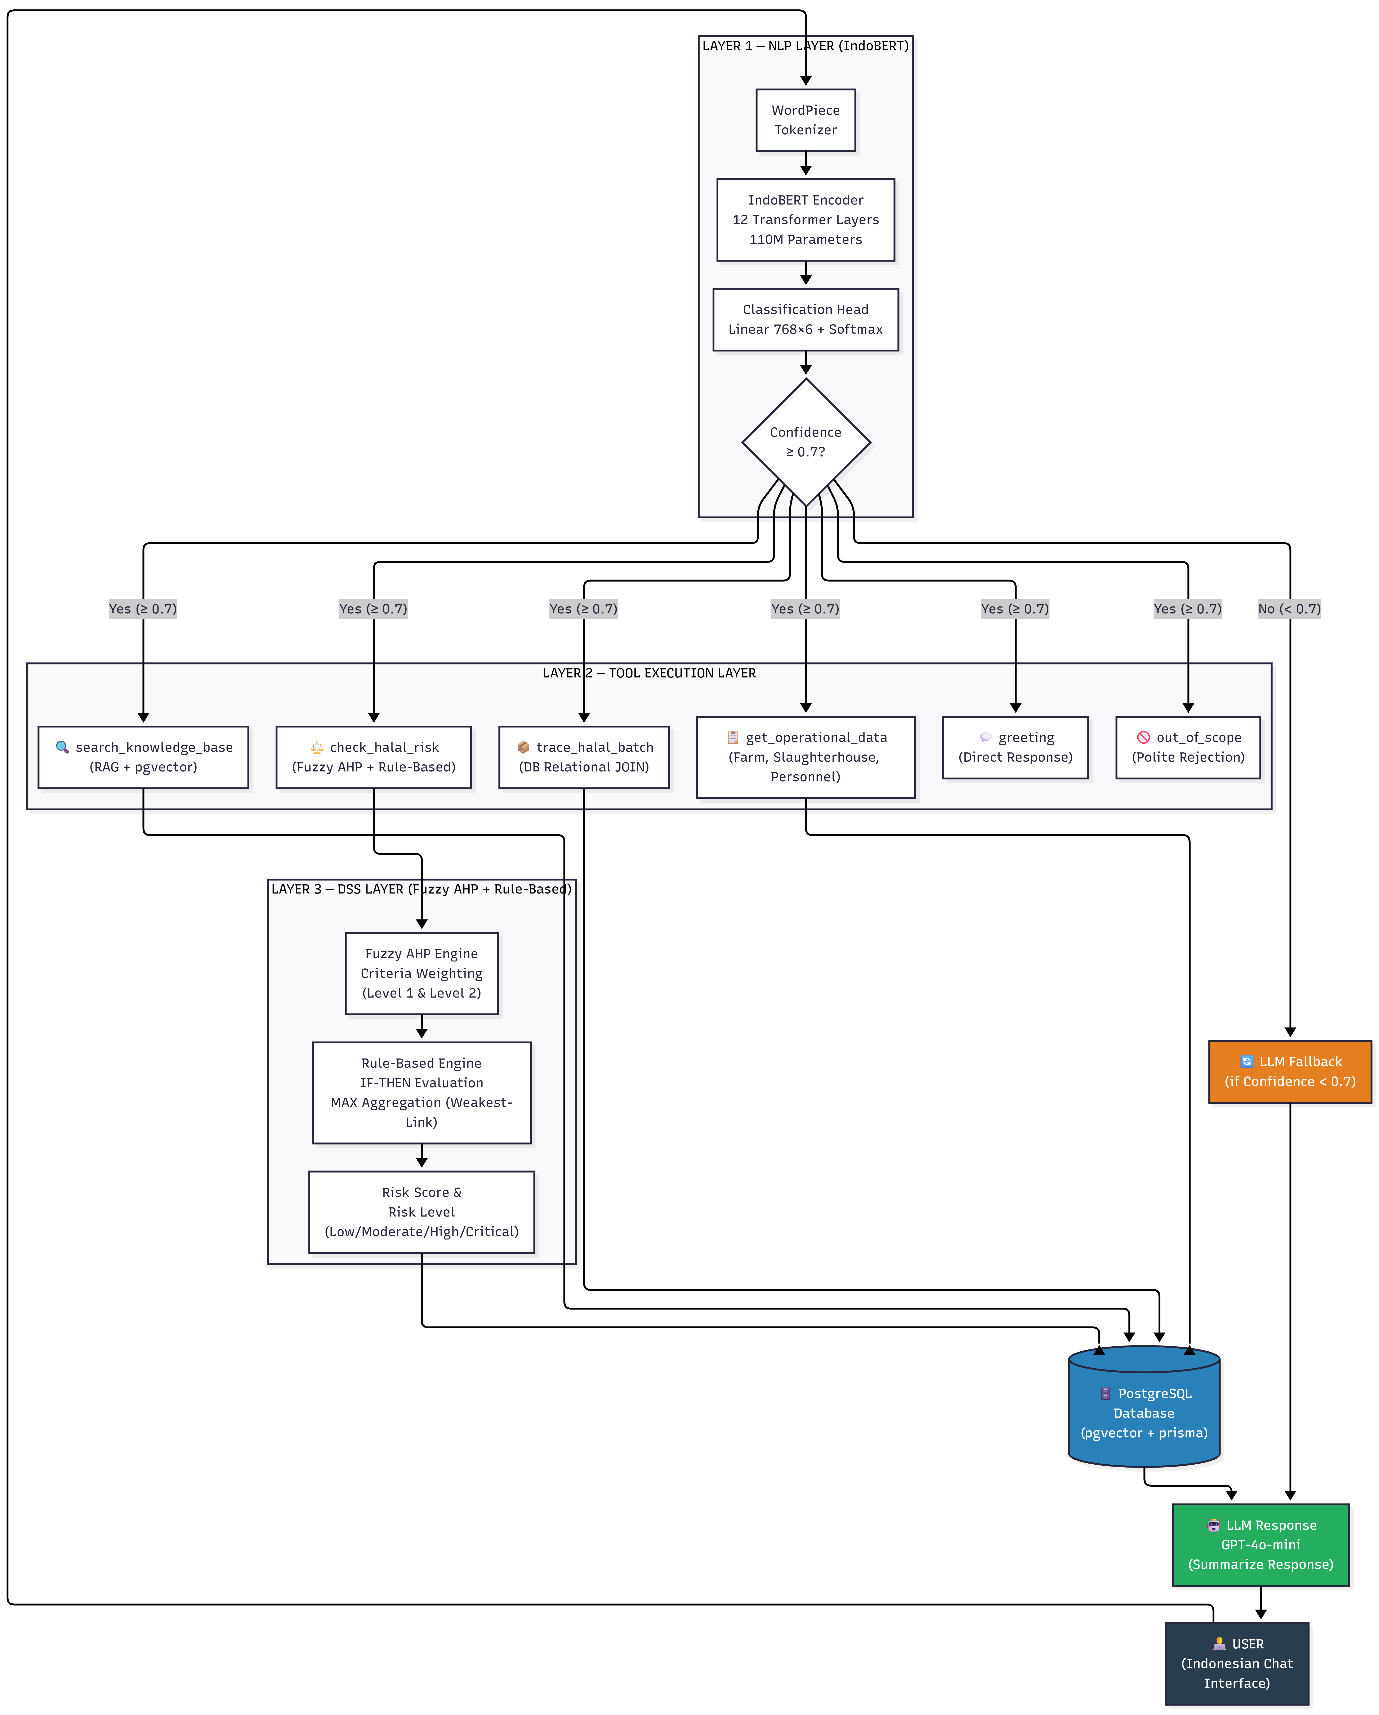 LAYER 1 – NLP LAYER (IndoBERT)
WordPiece
Tokenizer
IndoBERT Encoder
12 Transformer Layers
110M Parameters
Classification Head
Linear 768×6 + Softmax
Confidence
≥ 0.7?
Yes (≥ 0.7)
Yes (≥ 0.7)
Yes (≥ 0.7)
Yes (≥ 0.7)
Yes (≥ 0.7)
Yes (≥ 0.7)
No (< 0.7)
LAYER 2 – TOOL EXECUTION LAYER
search_knowledge_base
(RAG + pgvector)
check_halal_risk
(Fuzzy AHP + Rule-Based)
trace_halal_batch
(DB Relational JOIN)
get_operational_data
(Farm, Slaughterhouse,
Personnel)
greeting
(Direct Response)
out_of_scope
(Polite Rejection)
LAYER 3 – DSS LAYER (Fuzzy AHP + Rule-Based)
Fuzzy AHP Engine
Criteria Weighting
(Level 1 & Level 2)
Rule-Based Engine
IF-THEN Evaluation
MAX Aggregation (Weakest-
Link)
Risk Score &
Risk Level
(Low/Moderate/High/Critical)
LLM Fallback
(if Confidence < 0.7)
PostgreSQL
Database
(pgvector + prisma)
LLM Response
GPT-4o-mini
(Summarize Response)
USER
(Indonesian Chat
Interface)